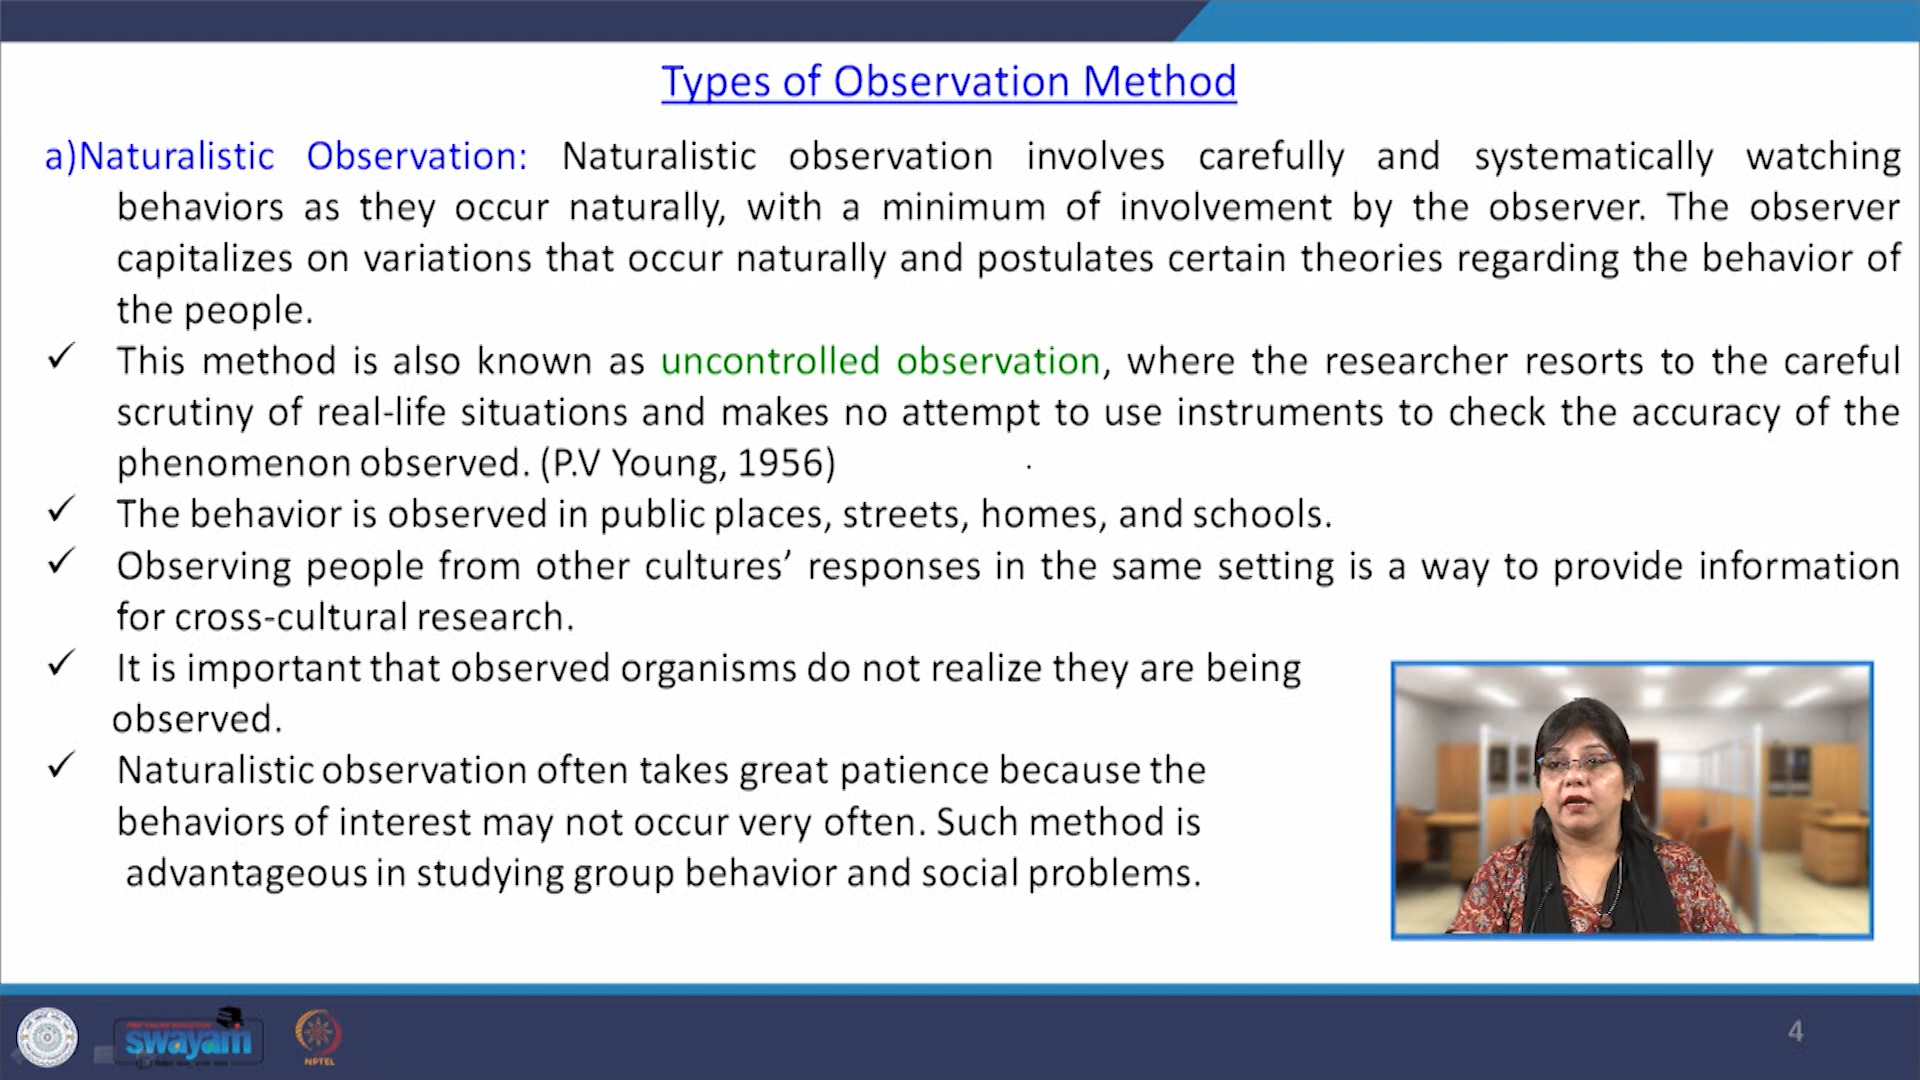 Types of Observation Method
a)Naturalistic Observation: Naturalistic observation involves carefully and systematically watching
behaviors as they occur naturally, with a minimum of involvement by the observer. The observer
capitalizes on variations that occur naturally and postulates certain theories regarding the behavior of
the people.
✓ This method is also known as uncontrolled observation, where the researcher resorts to the careful
scrutiny of real-life situations and makes no attempt to use instruments to check the accuracy of the
phenomenon observed. (P.V Young, 1956)
✓ The behavior is observed in public places, streets, homes, and schools.
✓ Observing people from other cultures’ responses in the same setting is a way to provide information
for cross-cultural research.
✓ It is important that observed organisms do not realize they are being
observed.
✓ Naturalistic observation often takes great patience because the
behaviors of interest may not occur very often. Such method is
advantageous in studying group behavior and social problems.
swayam
NPTEL
4